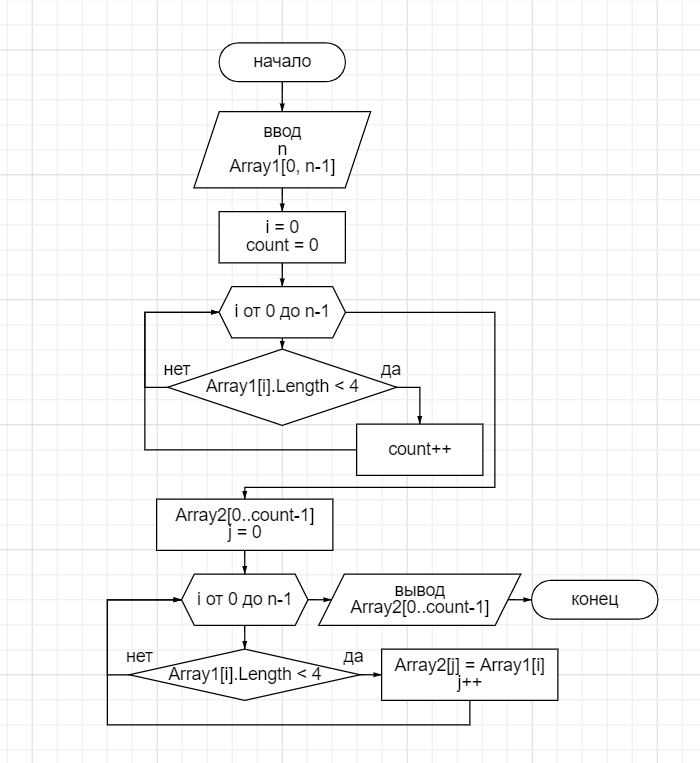 начало
ввод
n
Array1[0, n-1]
i = 0
count = 0
i от 0 до n-1
нет
да
Array1[i].Length < 4
count++
Array2[0..count-1]
j = 0
i от 0 до n-1
вывод
Array2[0..count-1]
конец
нет
да
Array1[i].Length < 4
Array2[j] = Array1[i]
j++